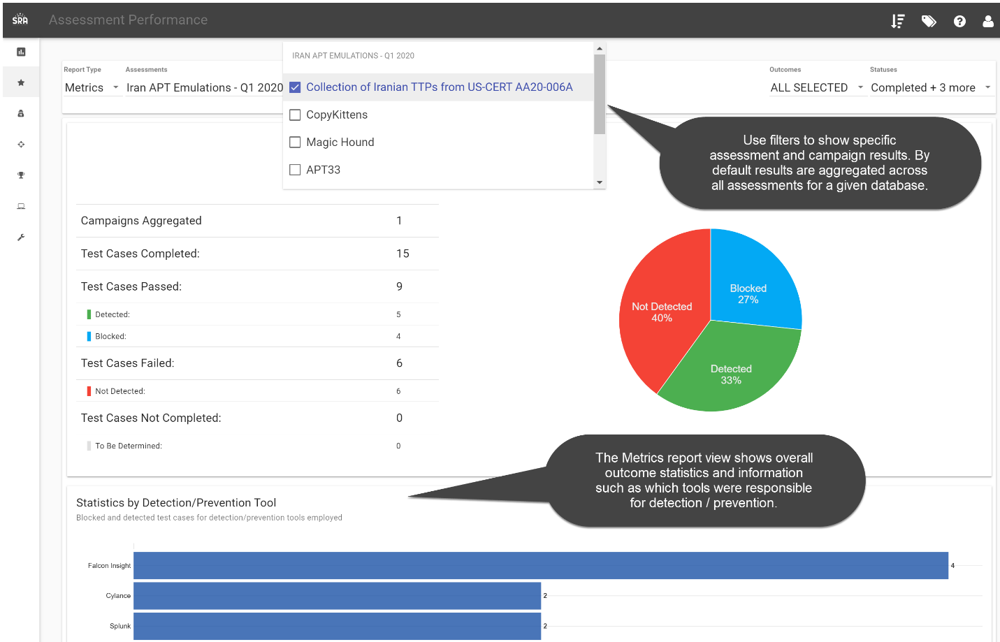 SRA
Assessment Performance
IRAN APT EMULATIONS - Q1 2020
Report Type
Assessments
Outcomes
Statuses
Metrics
Iran APT Emulations - Q1 2020
Collection of Iranian TTPs from US-CERT AA20-006A
ALL SELECTED
Completed + 3 more
CopyKittens
Magic Hound
APT33
Use filters to show specific
assessment and campaign results. By
default results are aggregated across
all assessments for a given database.
Campaigns Aggregated 1
Test Cases Completed: 15
Test Cases Passed: 9
Detected: 5
Blocked: 4
Test Cases Failed: 6
Not Detected: 6
Test Cases Not Completed: 0
To Be Determined: 0
Blocked
27%
Not Detected
40%
Detected
33%
The Metrics report view shows overall
outcome statistics and information
such as which tools were responsible
for detection / prevention.
Statistics by Detection/Prevention Tool
Blocked and detected test cases for detection/prevention tools employed
Falcon Insight 4
Cylance 2
Splunk 2